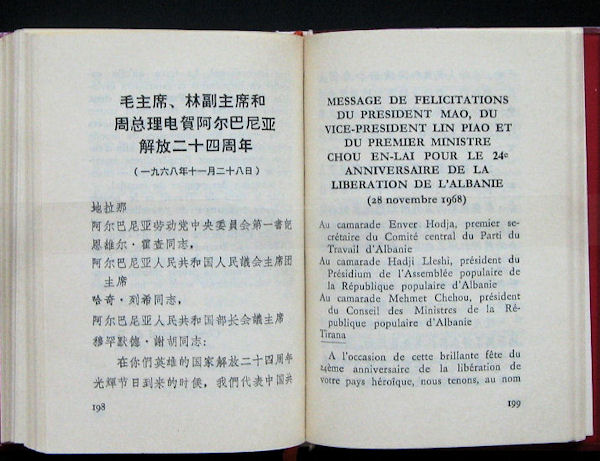 毛主席、林副主席和
周总理电賀阿尔巴尼亚
解放二十四周年
(一九六八年十一月二十八日)
地拉那
阿尔巴尼亚劳动党中央委員会第一書記
恩維尔·霍查同志,
阿尔巴尼亚人民共和国人民議会主席团
主席
哈奇·列希同志,
阿尔巴尼亚人民共和国部长会議主席
穆罕默德·謝胡同志:
在你們英雄的国家解放二十四周年
光輝节日到来的时候,我們代表中国共
198
MESSAGE DE FELICITATIONS
DU PRESIDENT MAO, DU
VICE-PRESIDENT LIN PIAO ET
DU PREMIER MINISTRE
CHOU EN-LAI POUR LE 24e
ANNIVERSAIRE DE LA
LIBERATION DE L'ALBANIE
(28 novembre 1968)
Au camarade Enver Hodja, premier se-
crétaire du Comité central du Parti du
Travail d'Albanie
Au camarade Hadji Lleshi, président du
Présidium de l'Assemblée populaire de
la République populaire d'Albanie
Au camarade Mehmet Chehou, président
du Conseil des Ministres de la Ré-
publique populaire d'Albanie
Tirana
A l'occasion de cette brillante fête du
24ème anniversaire de la libération de
votre pays héroïque, nous tenons, au nom
199